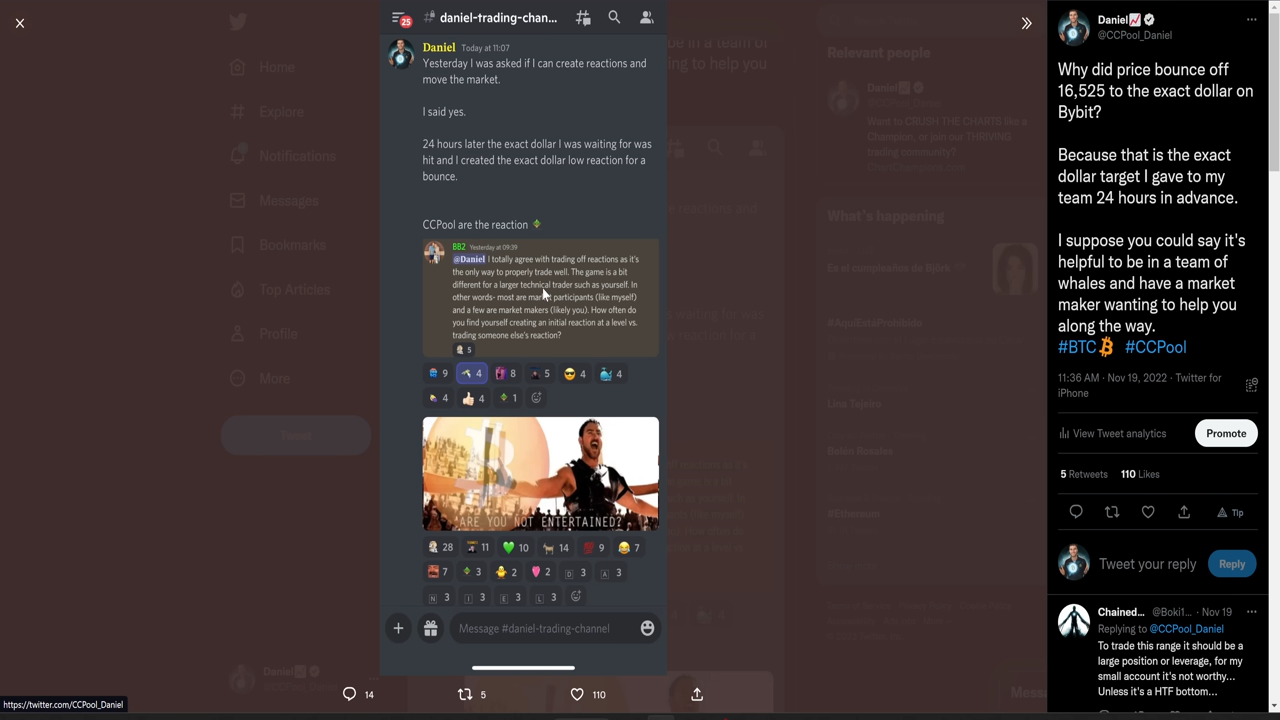 25
daniel-trading-chan...
Daniel Today at 11:07
Yesterday I was asked if I can create reactions and
move the market.
I said yes.
24 hours later the exact dollar I was waiting for was
hit and I created the exact dollar low reaction for a
bounce.
CCPool are the reaction
BB2 Yesterday at 09:39
@Daniel I totally agree with trading off reactions as it's
the only way to properly trade well. The game is a bit
different for a larger technical trader such as yourself. In
other words- most are market participants (like myself)
and a few are market makers (likely you). How often do
you find yourself creating an initial reaction at a level vs.
trading someone else's reaction?
5
9 4 8 5 4 4
4 4 1
ARE YOU NOT ENTERTAINED?
28 11 10 14 9 7
7 3 2 2 D 3 A 3
N 3 I 3 E 3 L 3
Message #daniel-trading-channel
14 5 110
Home
Explore
Notifications
Messages
Bookmarks
Top Articles
Profile
More
Tweet
Daniel
@CCPool_Daniel
https://twitter.com/CCPool_Daniel
Relevant people
Daniel
@CCPool_Daniel
Want to CRUSH THE CHARTS like a
Champion, or join our THRIVING
trading community?
What's happening
Es el cumpleaños de Björk
#AquiEstaProhibido
Belén Rosales
#Ethereum
Daniel
@CCPool_Daniel
Why did price bounce off
16,525 to the exact dollar on
Bybit?
Because that is the exact
dollar target I gave to my
team 24 hours in advance.
I suppose you could say it's
helpful to be in a team of
whales and have a market
maker wanting to help you
along the way.
#BTC #CCPool
11:36 AM · Nov 19, 2022 · Twitter for
iPhone
View Tweet analytics
Promote
5 Retweets 110 Likes
Tip
Tweet your reply
Reply
Chained... @Boki1... · Nov 19
Replying to @CCPool_Daniel
To trade this range it should be a
large position or leverage, for my
small account it's not worthy...
Unless it's a HTF bottom...